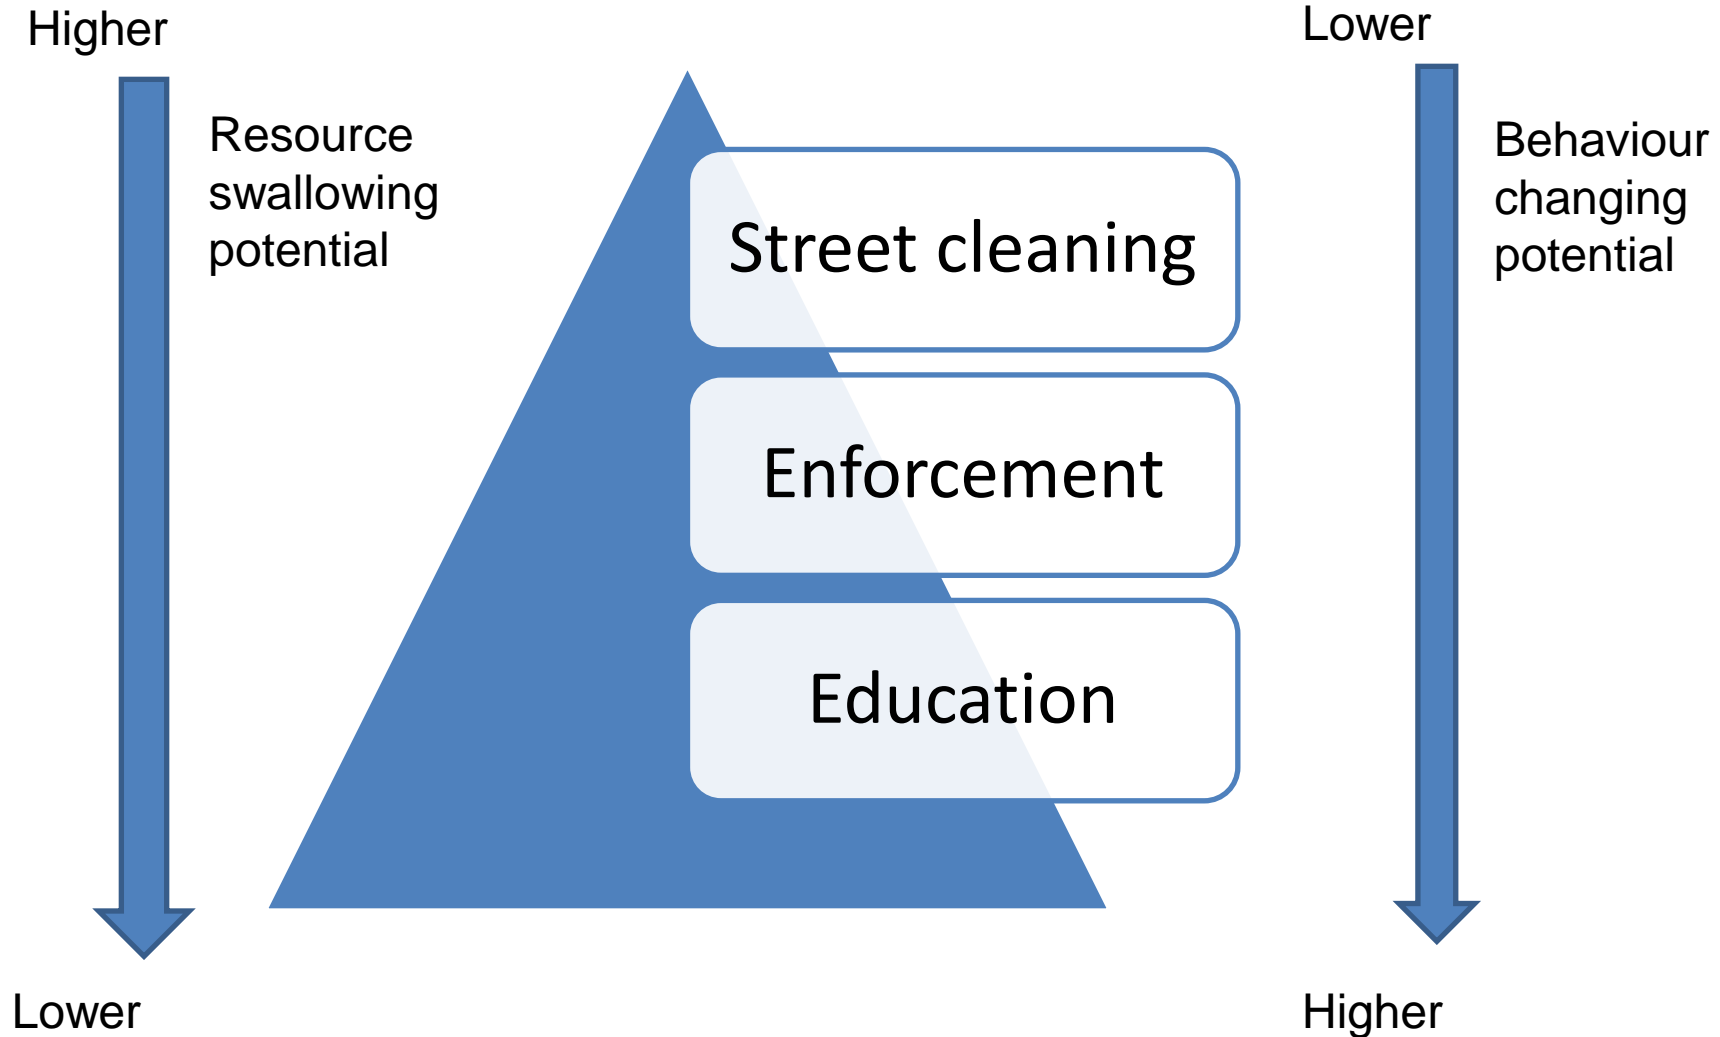 Higher
Lower
Resource
swallowing
potential
Behaviour
changing
potential
Street cleaning
Enforcement
Education
Lower
Higher